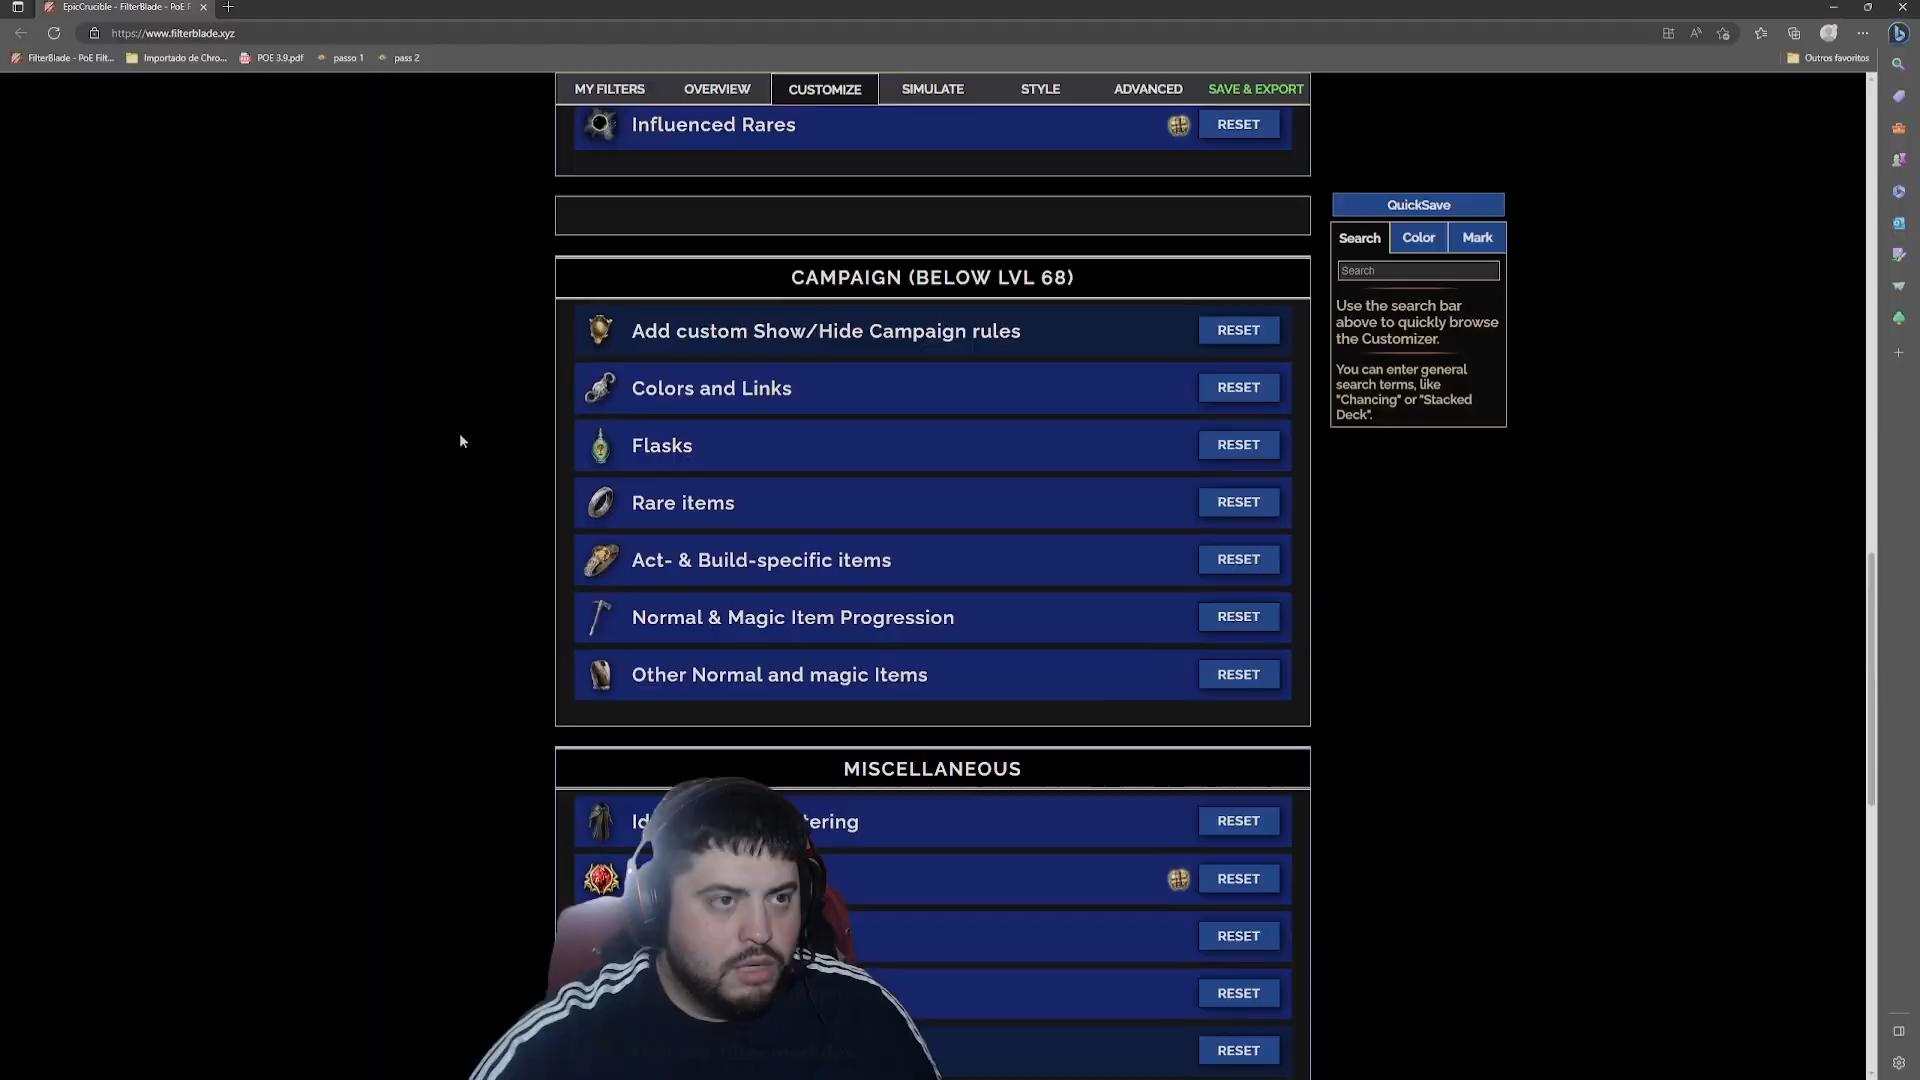 EpicCrucible - FilterBlade - PoE F
https://www.filterblade.xyz
FilterBlade - PoE Filt...
Importado de Chro...
POE 3.9.pdf
passo 1
pass 2
Outros favoritos
MY FILTERS
OVERVIEW
CUSTOMIZE
SIMULATE
STYLE
ADVANCED
SAVE & EXPORT
Influenced Rares
RESET
QuickSave
Search
Color
Mark
Search
Use the search bar
above to quickly browse
the Customizer.
You can enter general
search terms, like
"Chancing" or "Stacked
Deck".
CAMPAIGN (BELOW LVL 68)
Add custom Show/Hide Campaign rules
RESET
Colors and Links
RESET
Flasks
RESET
Rare items
RESET
Act- & Build-specific items
RESET
Normal & Magic Item Progression
RESET
Other Normal and magic Items
RESET
MISCELLANEOUS
RESET
RESET
RESET
RESET
RESET